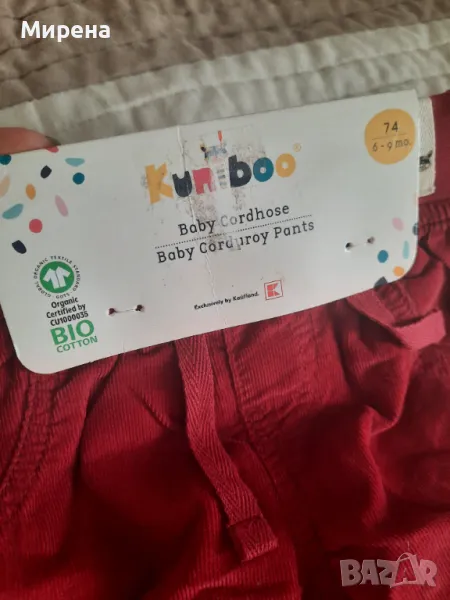 Мирена
74
6-9 mo.
Kuniboo®
Baby Cordhose
Baby Corduroy Pants
Organic
Certified by
CU1000035
BIO
COTTON
Exclusively by Kaufland.
K
BAZAR